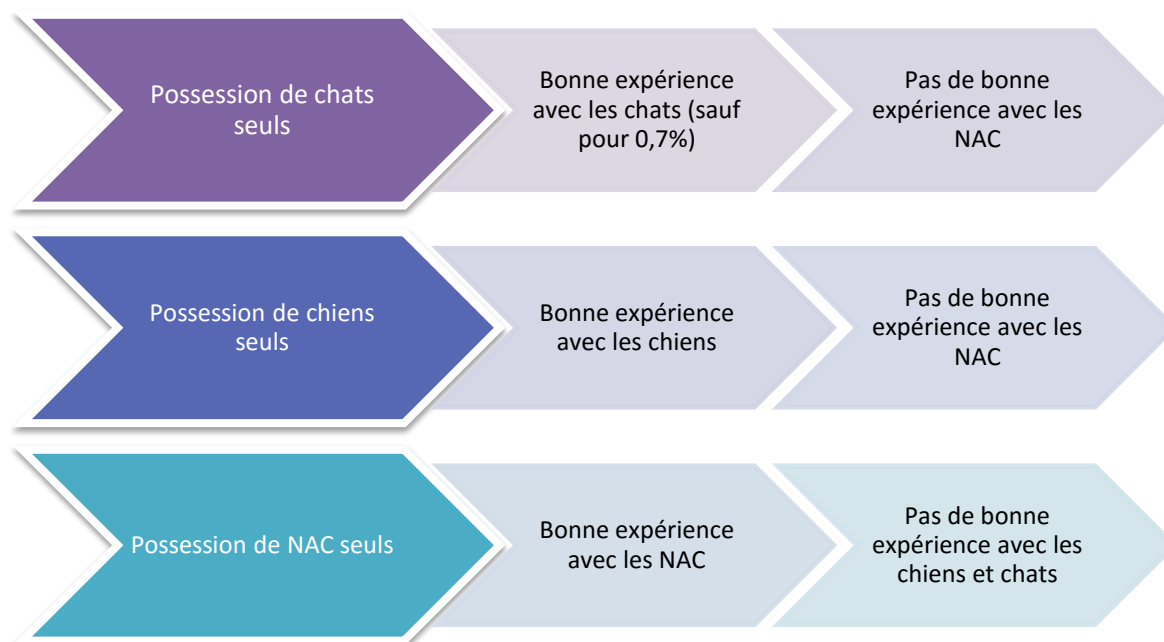 Possession de chats
seuls
Bonne expérience
avec les chats (sauf
pour 0,7%)
Pas de bonne
expérience avec les
NAC
Possession de chiens
seuls
Bonne expérience
avec les chiens
Pas de bonne
expérience avec les
NAC
Possession de NAC seuls
Bonne expérience
avec les NAC
Pas de bonne
expérience avec les
chiens et chats